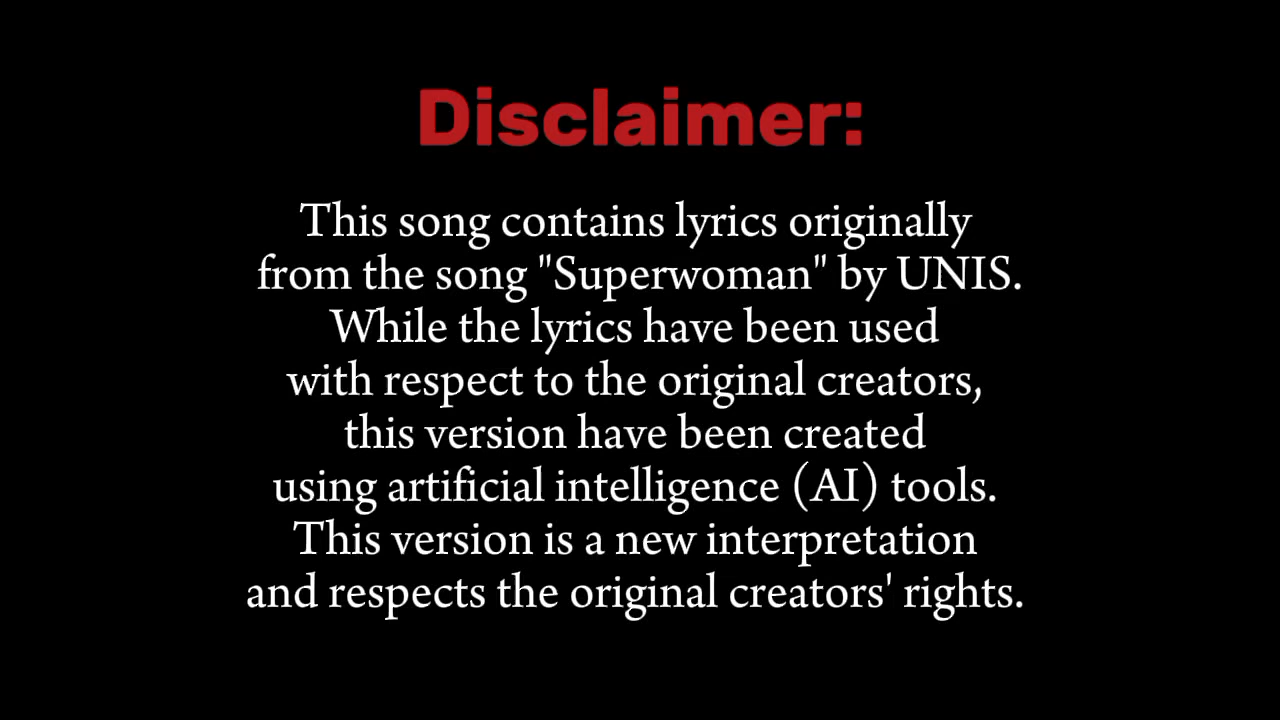 Disclaimer:
This song contains lyrics originally
from the song "Superwoman" by UNIS.
While the lyrics have been used
with respect to the original creators,
this version have been created
using artificial intelligence (AI) tools.
This version is a new interpretation
and respects the original creators' rights.